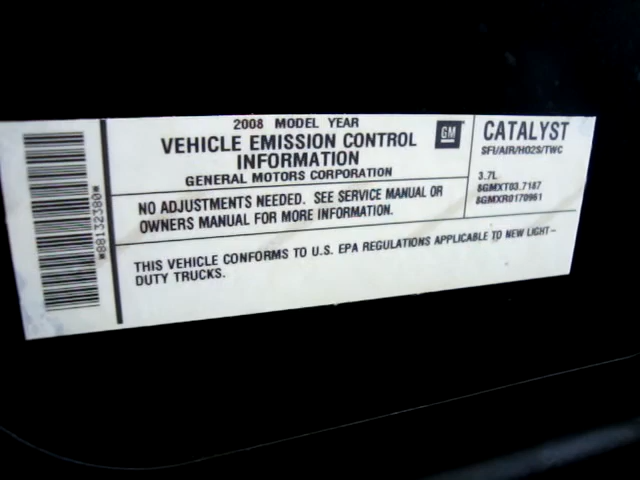 2008 MODEL YEAR
VEHICLE EMISSION CONTROL
INFORMATION
GENERAL MOTORS CORPORATION
GM
CATALYST
SFI/AIR/HO2S/TWC
3.7L
8GMXT03.7187
8GMXR0170961
NO ADJUSTMENTS NEEDED. SEE SERVICE MANUAL OR
OWNERS MANUAL FOR MORE INFORMATION.
THIS VEHICLE CONFORMS TO U.S. EPA REGULATIONS APPLICABLE TO NEW LIGHT-
DUTY TRUCKS.
*88132380*